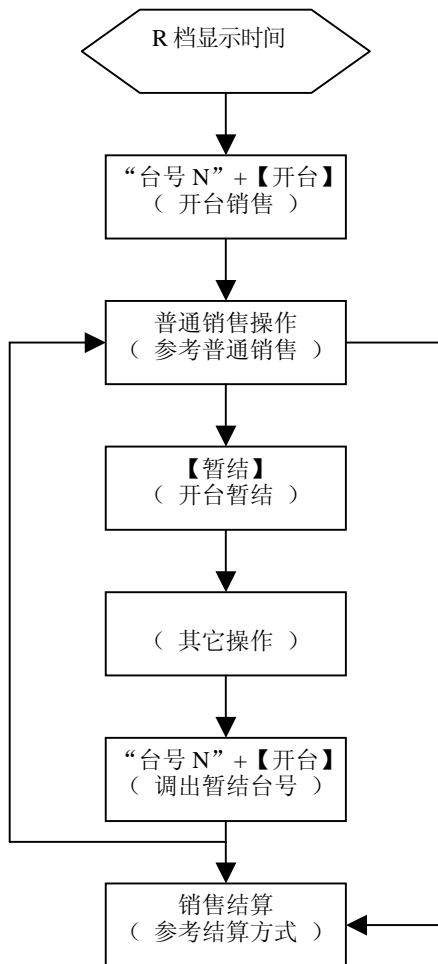 R 档显示时间
“台号 N” +【开台】
（ 开台销售 ）
普通销售操作
（ 参考普通销售 ）
【暂结】
（ 开台暂结 ）
（ 其它操作 ）
“台号 N” +【开台】
（ 调出暂结台号 ）
销售结算
（ 参考结算方式 ）